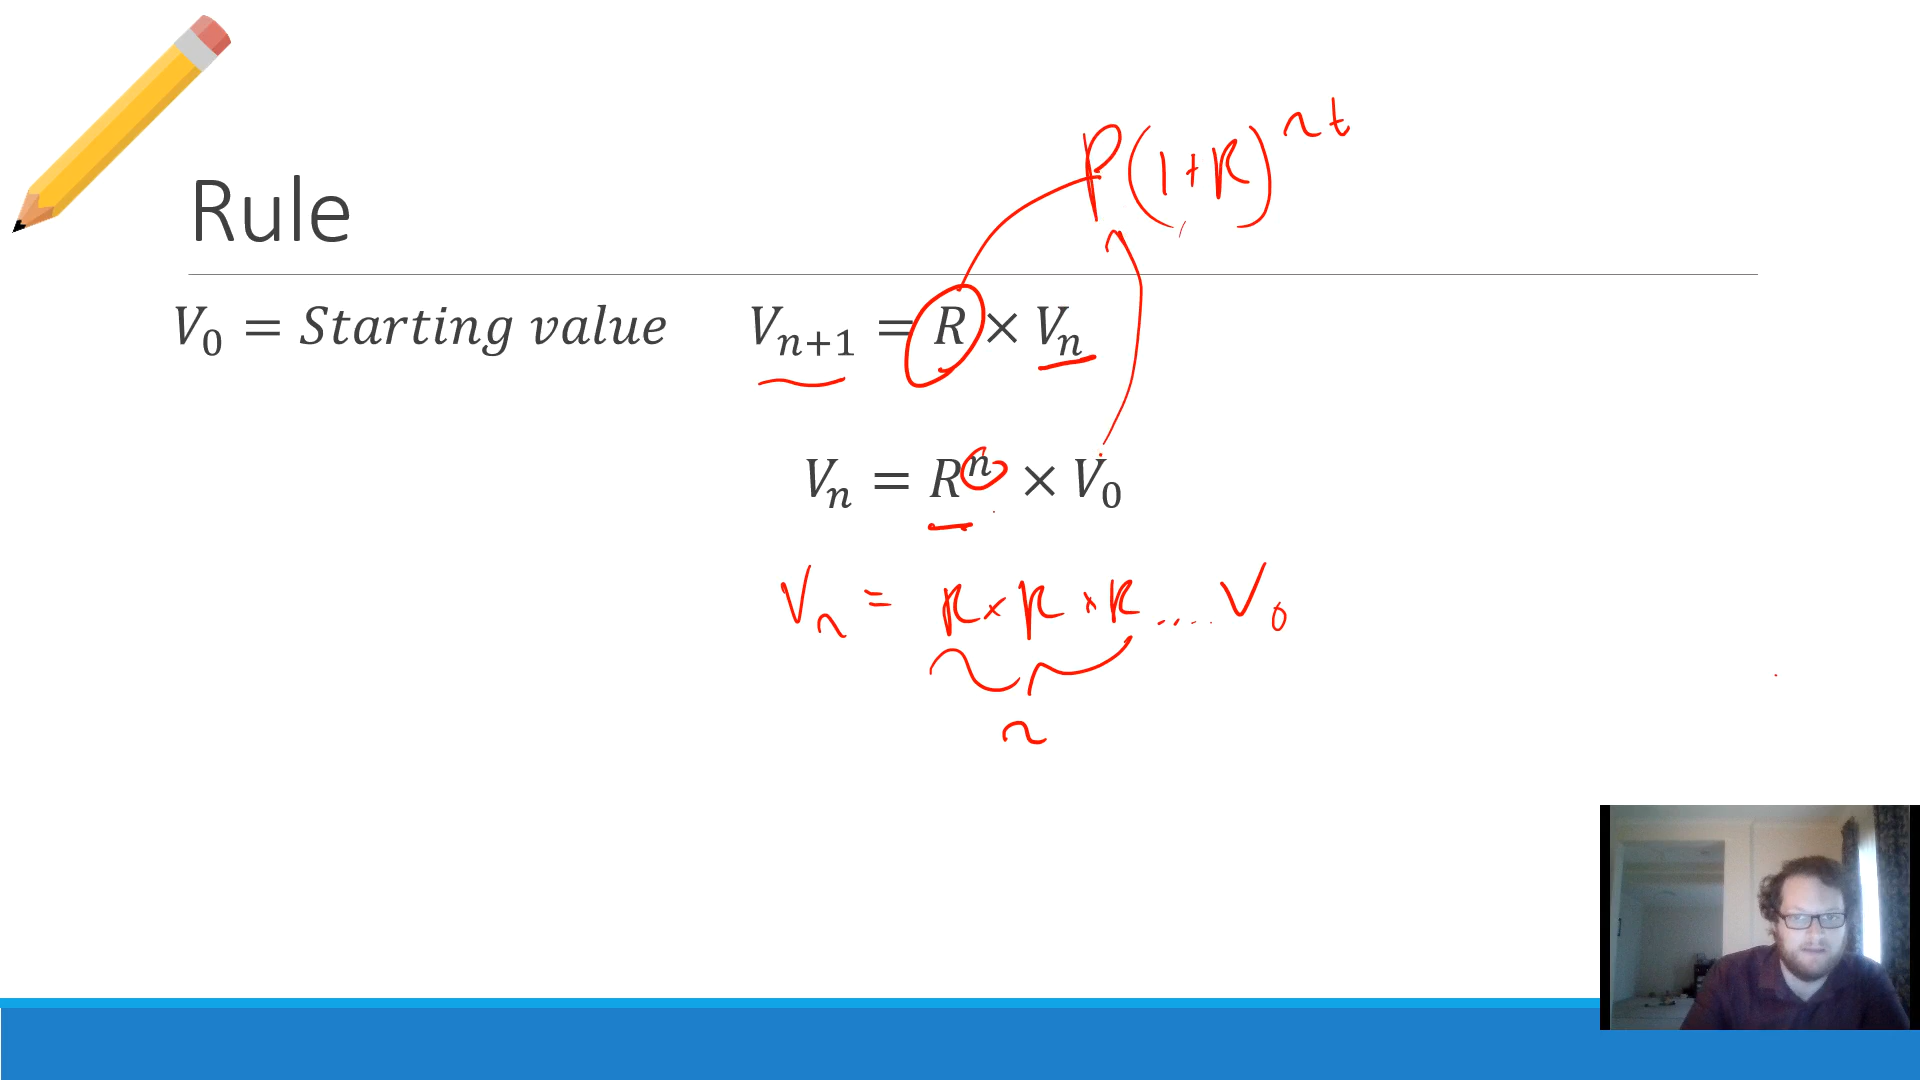 P(1+R)^nt
Rule
V₀ = Starting value Vₙ₊₁ = R × Vₙ
Vₙ = Rⁿ × V₀
Vₙ = R × R × R .... V₀
n